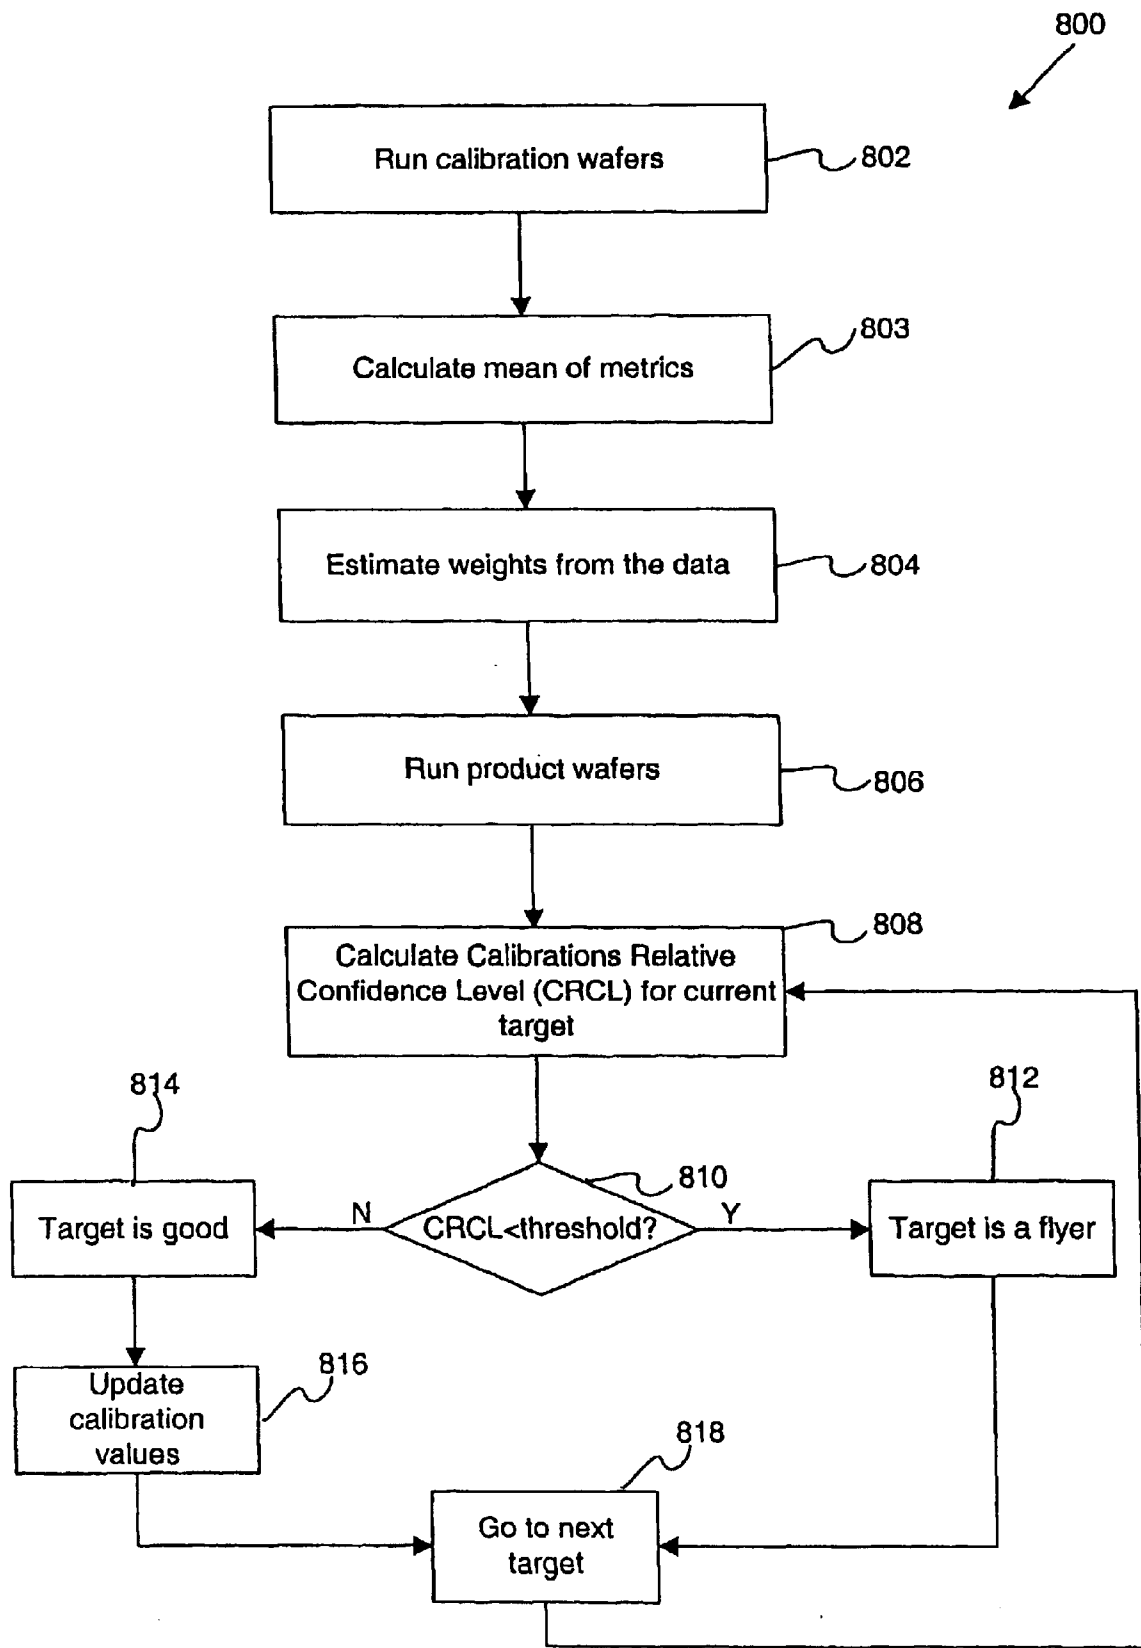 800
Run calibration wafers
802
Calculate mean of metrics
803
Estimate weights from the data
804
Run product wafers
806
808
Calculate Calibrations Relative
Confidence Level (CRCL) for current
target
814
812
810
Target is good
N
CRCL<threshold?
Y
Target is a flyer
816
Update
calibration
values
818
Go to next
target